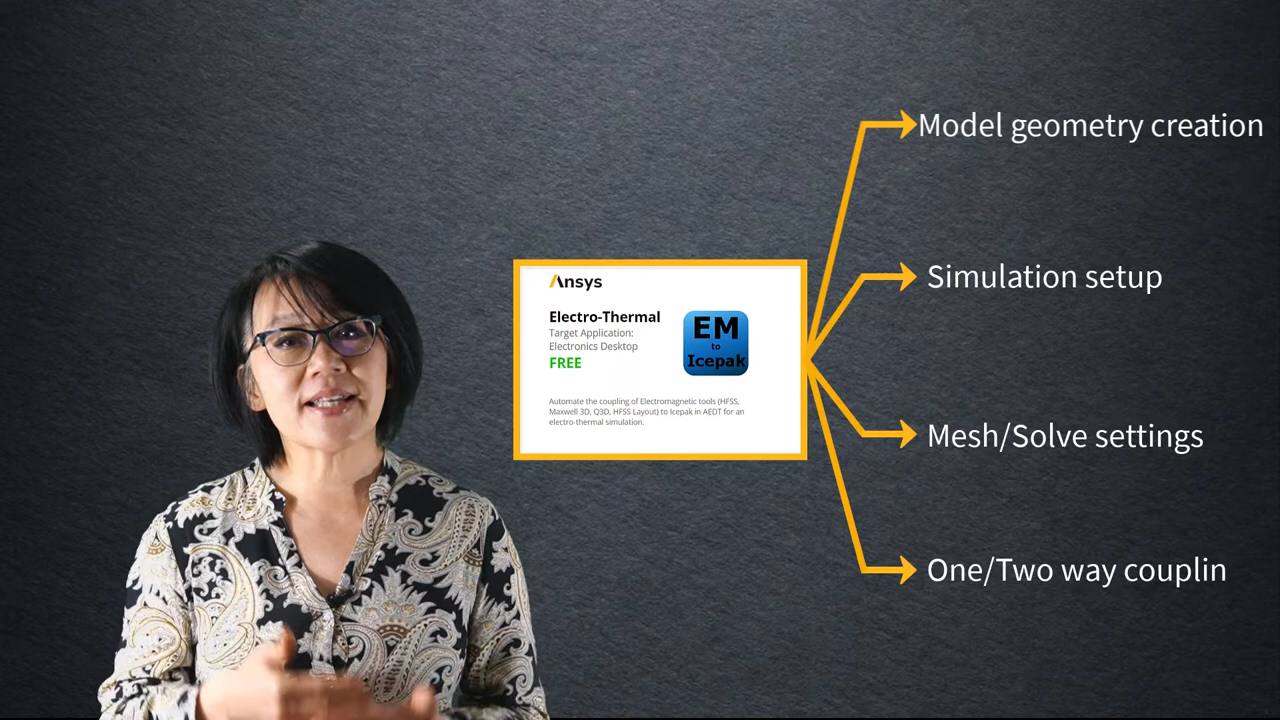 Ansys
Electro-Thermal
Target Application:
Electronics Desktop
FREE
EM
to
Icepak
Automate the coupling of Electromagnetic tools (HFSS,
Maxwell 3D, Q3D, HFSS Layout) to Icepak in AEDT for an
electro-thermal simulation.
Model geometry creation
Simulation setup
Mesh/Solve settings
One/Two way couplin